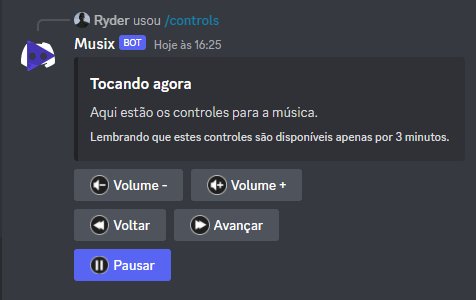 Ryder usou /controls
Musix BOT Hoje às 16:25
Tocando agora
Aqui estão os controles para a música.
Lembrando que estes controles são disponíveis apenas por 3 minutos.
Volume - Volume +
Voltar Avançar
Pausar